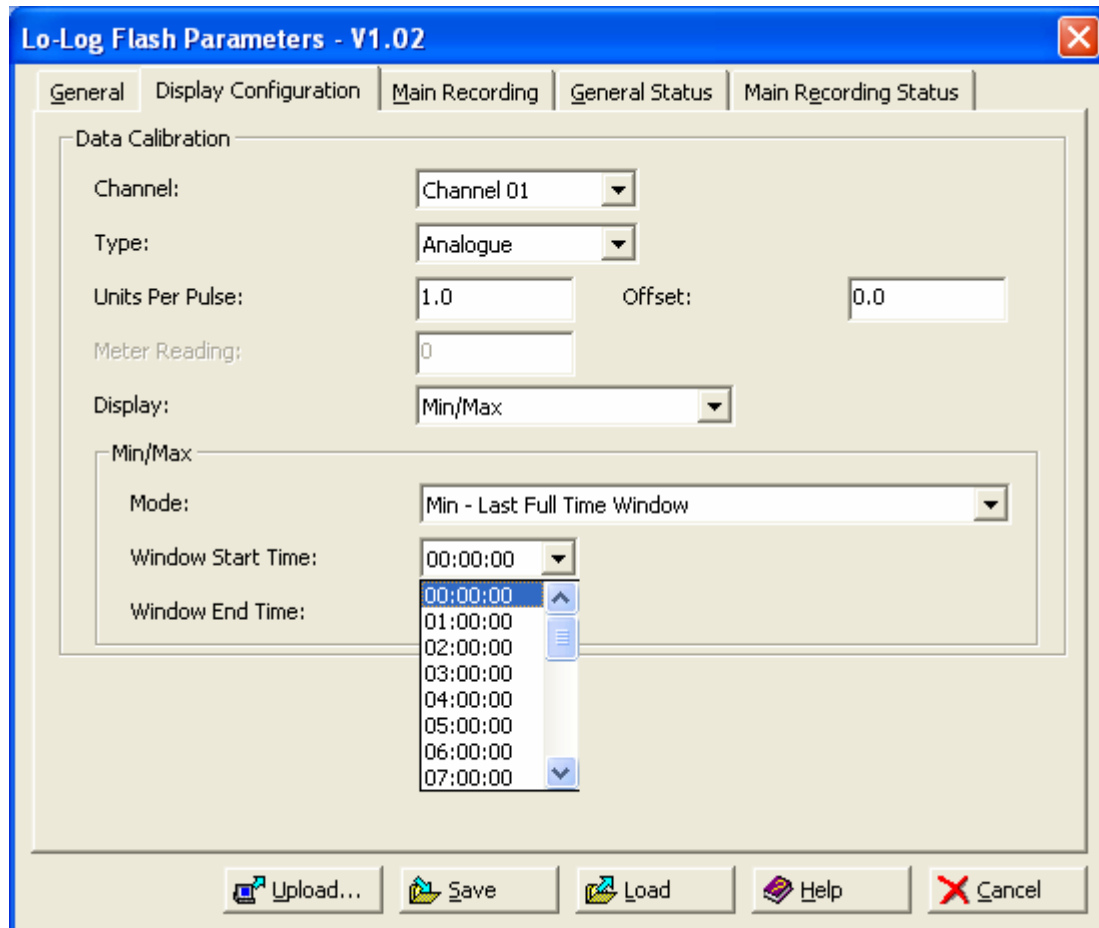 Lo-Log Flash Parameters - V1.02
General Display Configuration Main Recording General Status Main Recording Status
Data Calibration
Channel: Channel 01
Type: Analogue
Units Per Pulse: 1.0 Offset: 0.0
Meter Reading: 0
Display: Min/Max
Min/Max
Mode: Min - Last Full Time Window
Window Start Time: 00:00:00
00:00:00
Window End Time:
01:00:00
02:00:00
03:00:00
04:00:00
05:00:00
06:00:00
07:00:00
Upload... Save Load Help Cancel